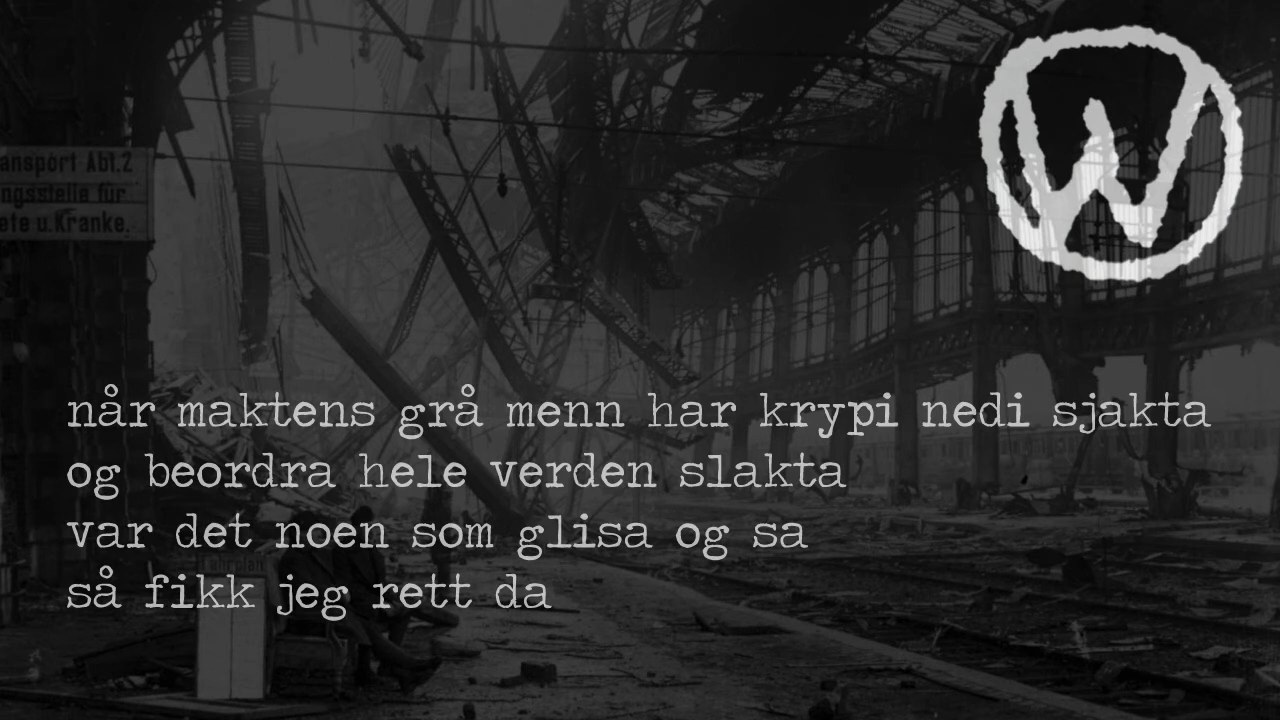 ansport Abt.2
ngsstelle für
ete u.Kranke.
W
når maktens grå menn har krypi nedi sjakta
og beordra hele verden slakta
var det noen som glisa og sa
så fikk jeg rett da
Fahrplan